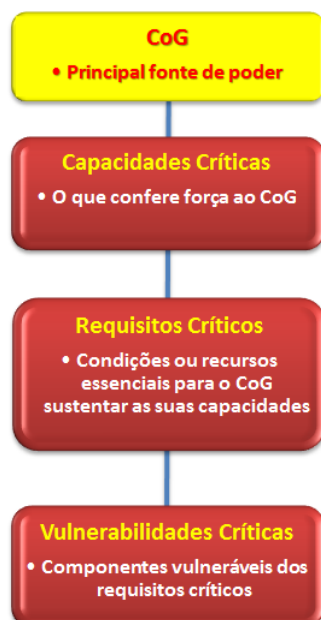 CoG
• Principal fonte de poder
Capacidades Críticas
• O que confere força ao CoG
Requisitos Críticos
• Condições ou recursos
essenciais para o CoG
sustentar as suas capacidades
Vulnerabilidades Críticas
• Componentes vulneráveis dos
requisitos críticos